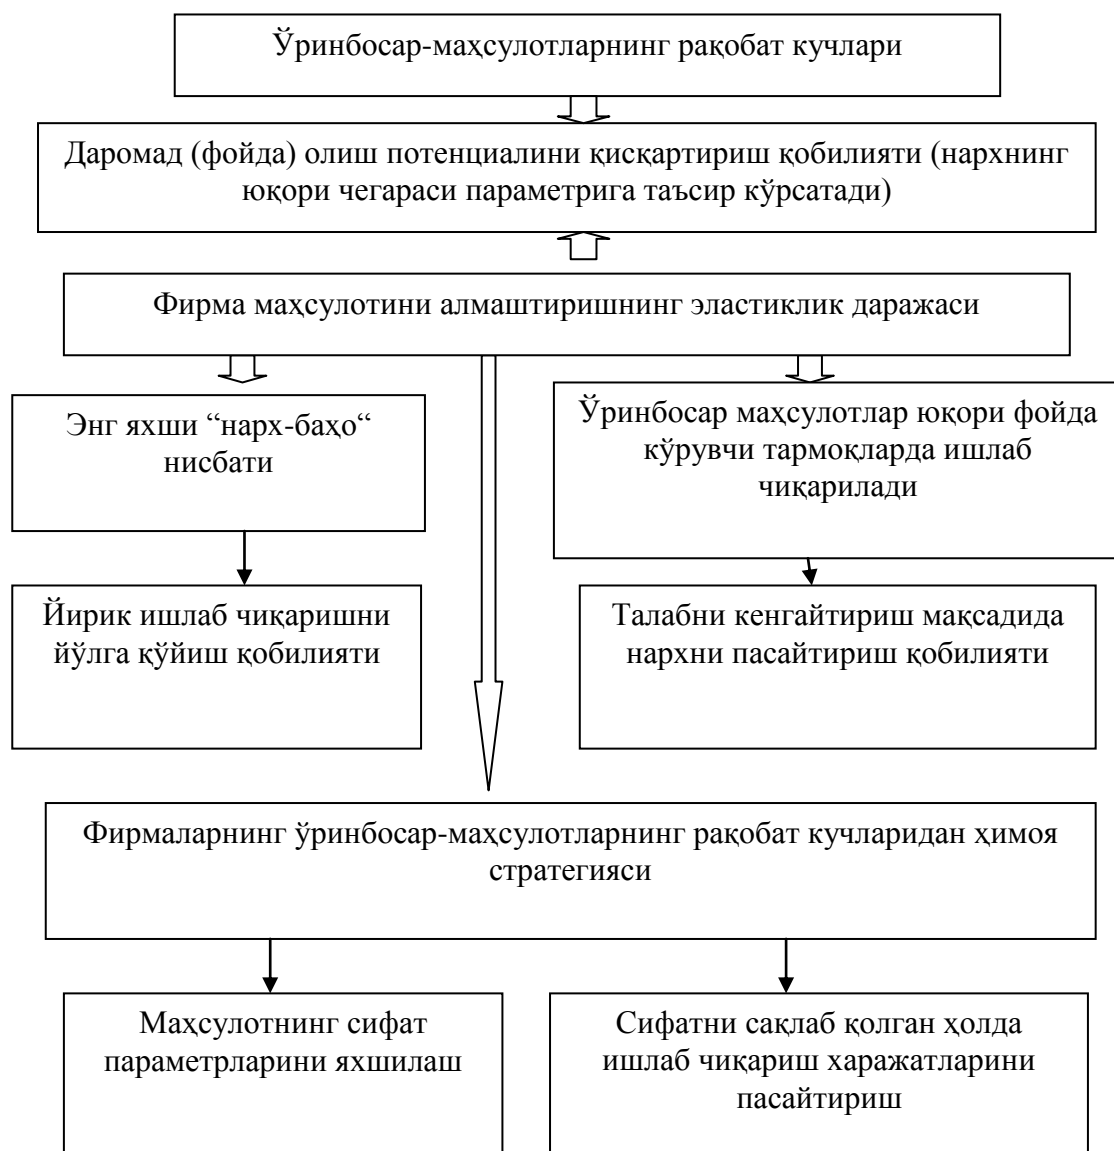 Ўринбосар-маҳсулотларнинг рақобат кучлари
Даромад (фойда) олиш потенциалини қисқартириш қобилияти (нархнинг
юқори чегараси параметрига таъсир кўрсатади)
Фирма маҳсулотини алмаштиришнинг эластиклик даражаси
Энг яхши “нарх-баҳо“
нисбати
Ўринбосар маҳсулотлар юқори фойда
кўрувчи тармоқларда ишлаб
чиқарилади
Йирик ишлаб чиқаришни
йўлга қўйиш қобилияти
Талабни кенгайтириш мақсадида
нархни пасайтириш қобилияти
Фирмаларнинг ўринбосар-маҳсулотларнинг рақобат кучларидан ҳимоя
стратегияси
Маҳсулотнинг сифат
параметрларини яхшилаш
Сифатни сақлаб қолган ҳолда
ишлаб чиқариш харажатларини
пасайтириш